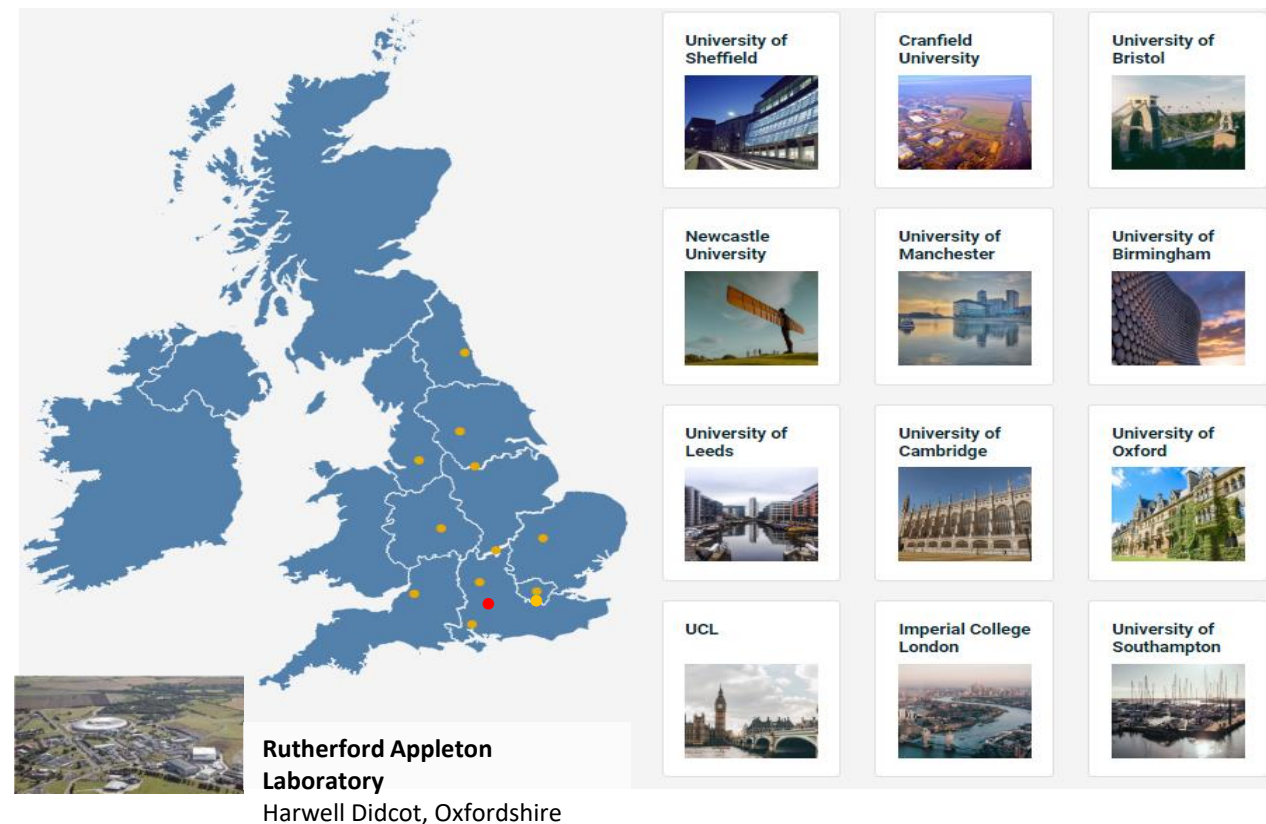 University of
Sheffield
Cranfield
University
University of
Bristol
Newcastle
University
University of
Manchester
University of
Birmingham
University of
Leeds
University of
Cambridge
University of
Oxford
UCL
Imperial College
London
University of
Southampton
Rutherford Appleton
Laboratory
Harwell Didcot, Oxfordshire